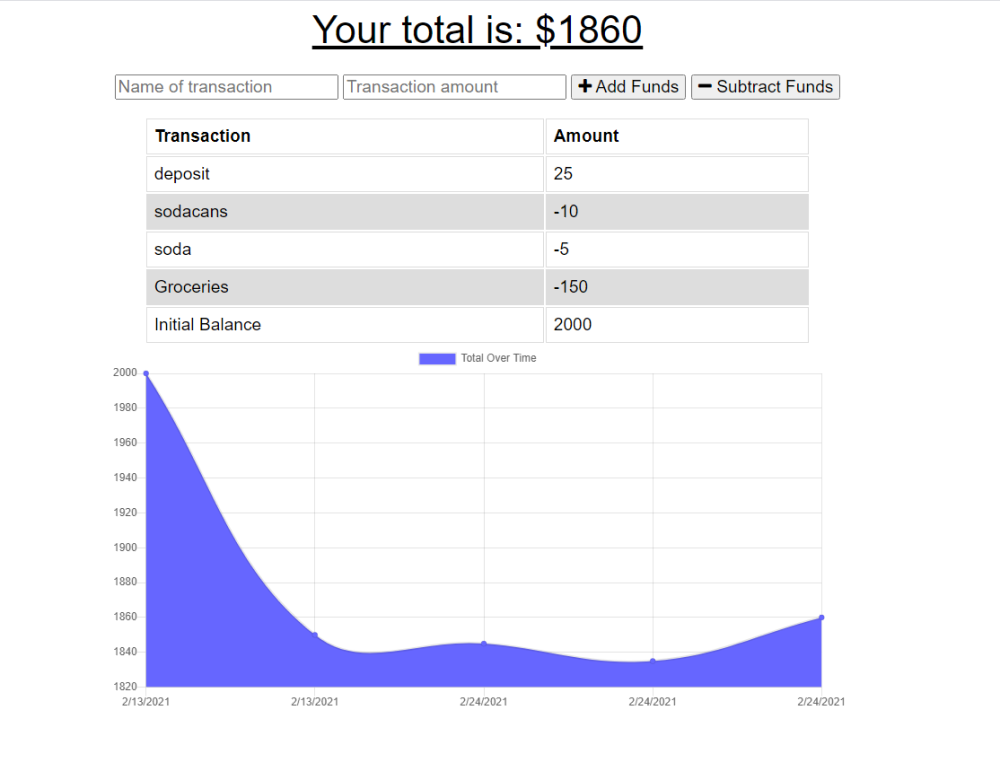 Your total is: $1860
Name of transaction Transaction amount Add Funds Subtract Funds
Transaction Amount
deposit 25
sodacans -10
soda -5
Groceries -150
Initial Balance 2000
Total Over Time
2000
1980
1960
1940
1920
1900
1880
1860
1840
1820
2/13/2021 2/13/2021 2/24/2021 2/24/2021 2/24/2021